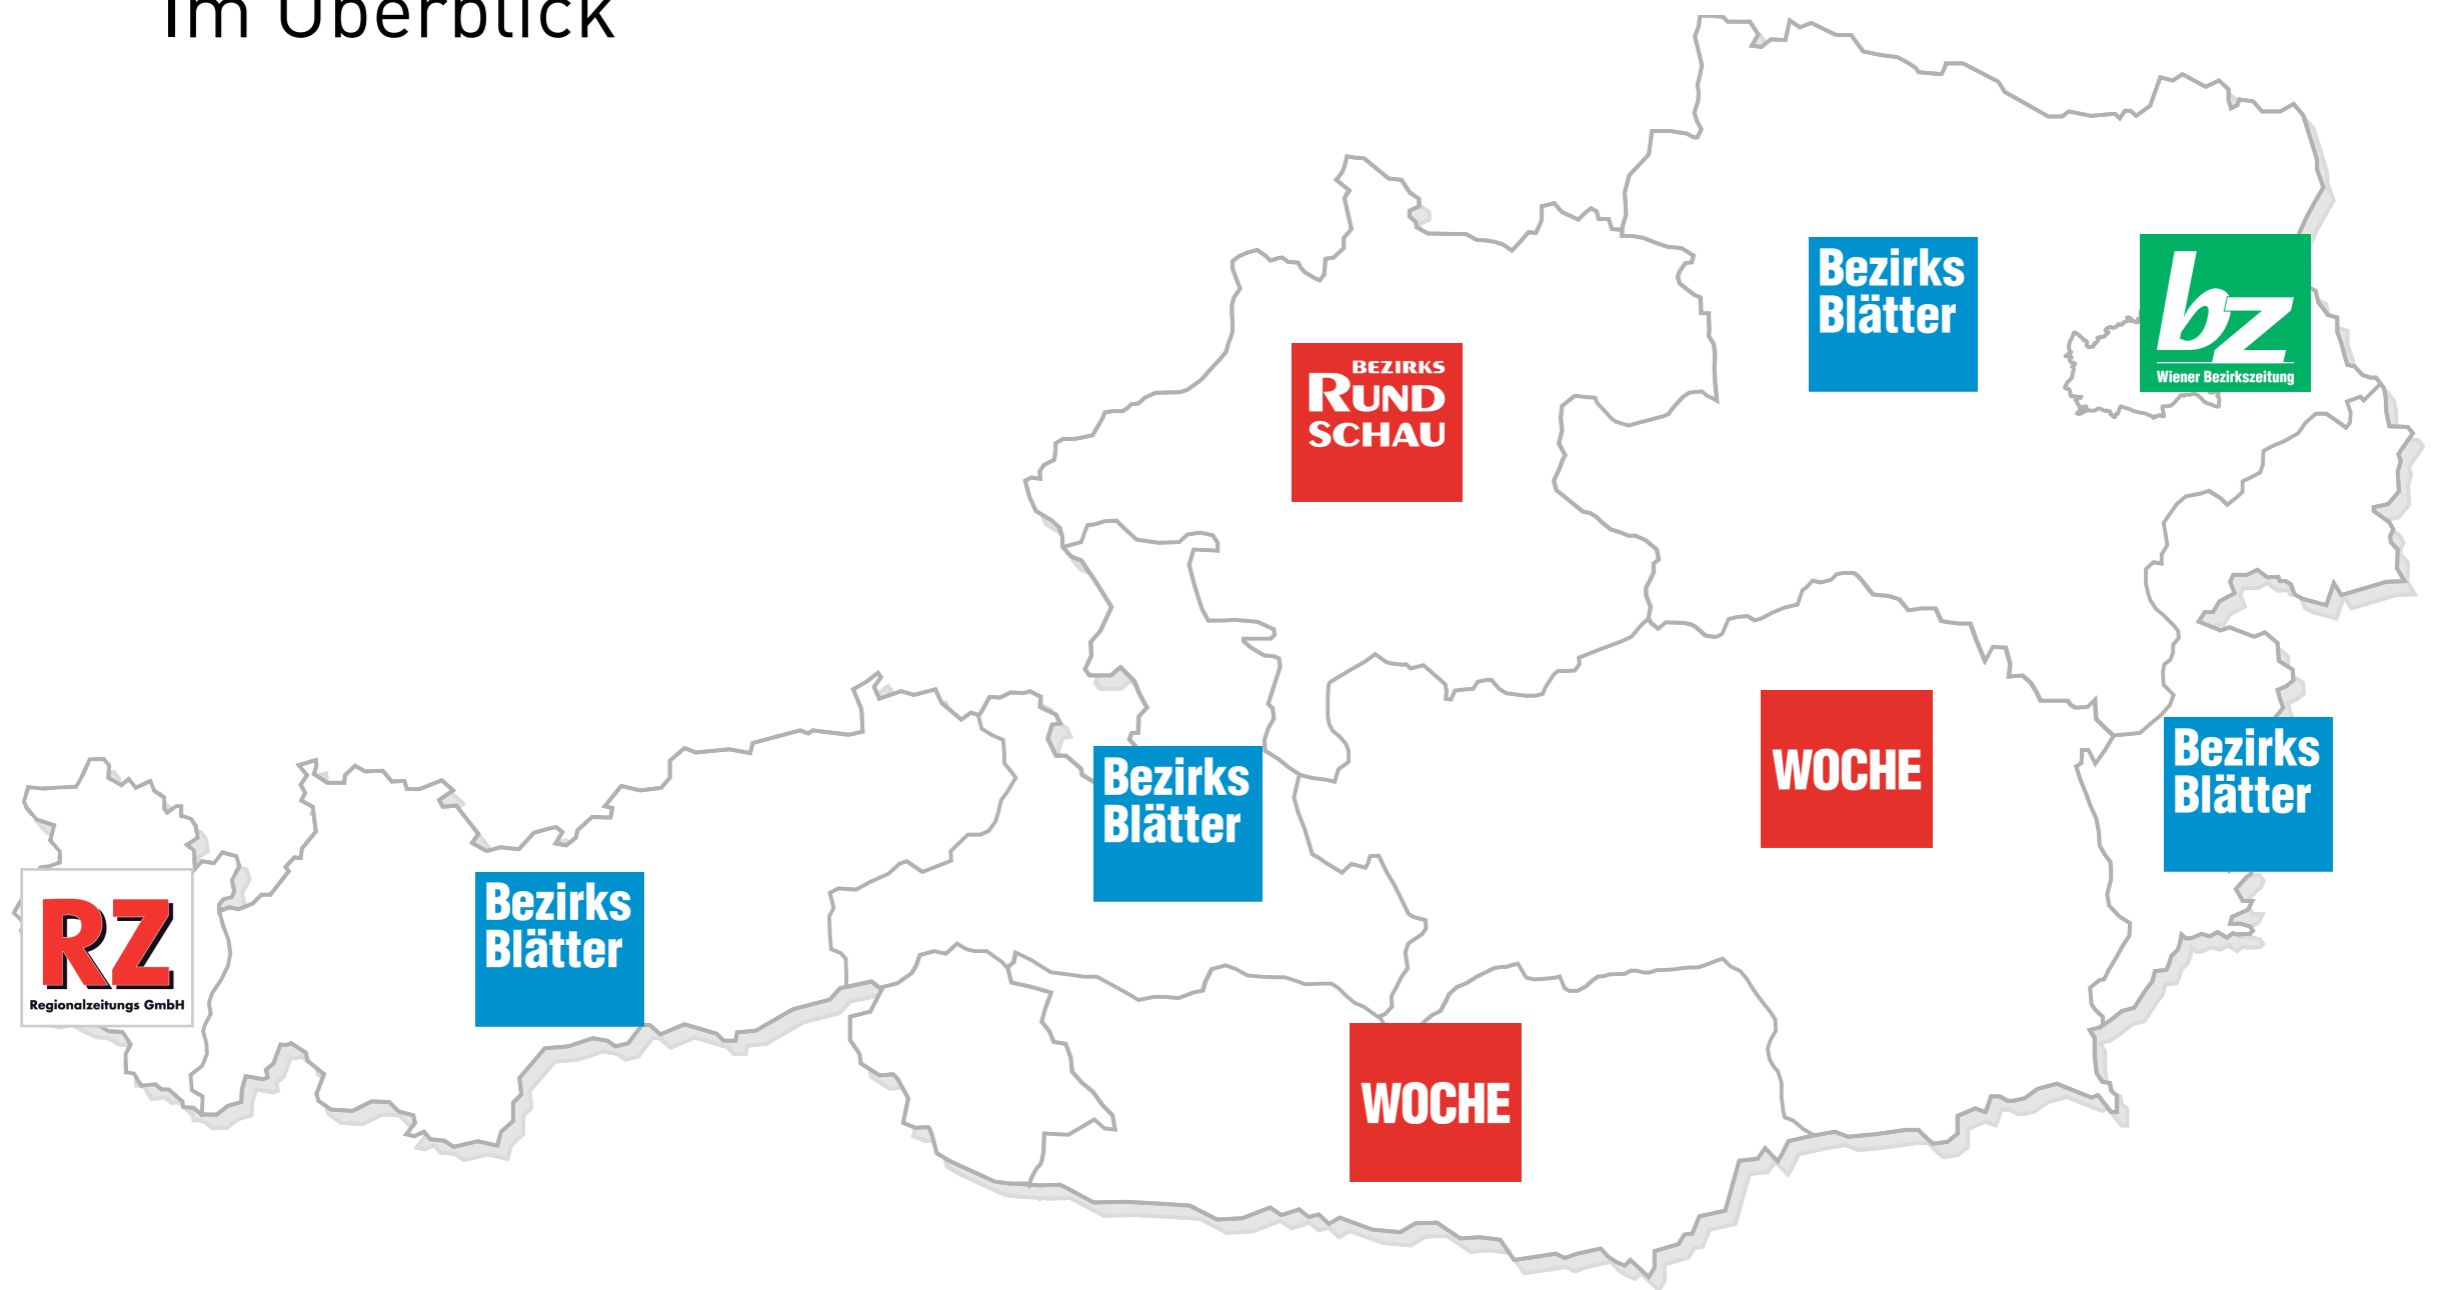 im Überblick
Bezirks
Blätter
bz
Wiener Bezirkszeitung
BEZIRKS
RUND
SCHAU
WOCHE
Bezirks
Blätter
Bezirks
Blätter
Bezirks
Blätter
RZ
Regionalzeitungs GmbH
WOCHE